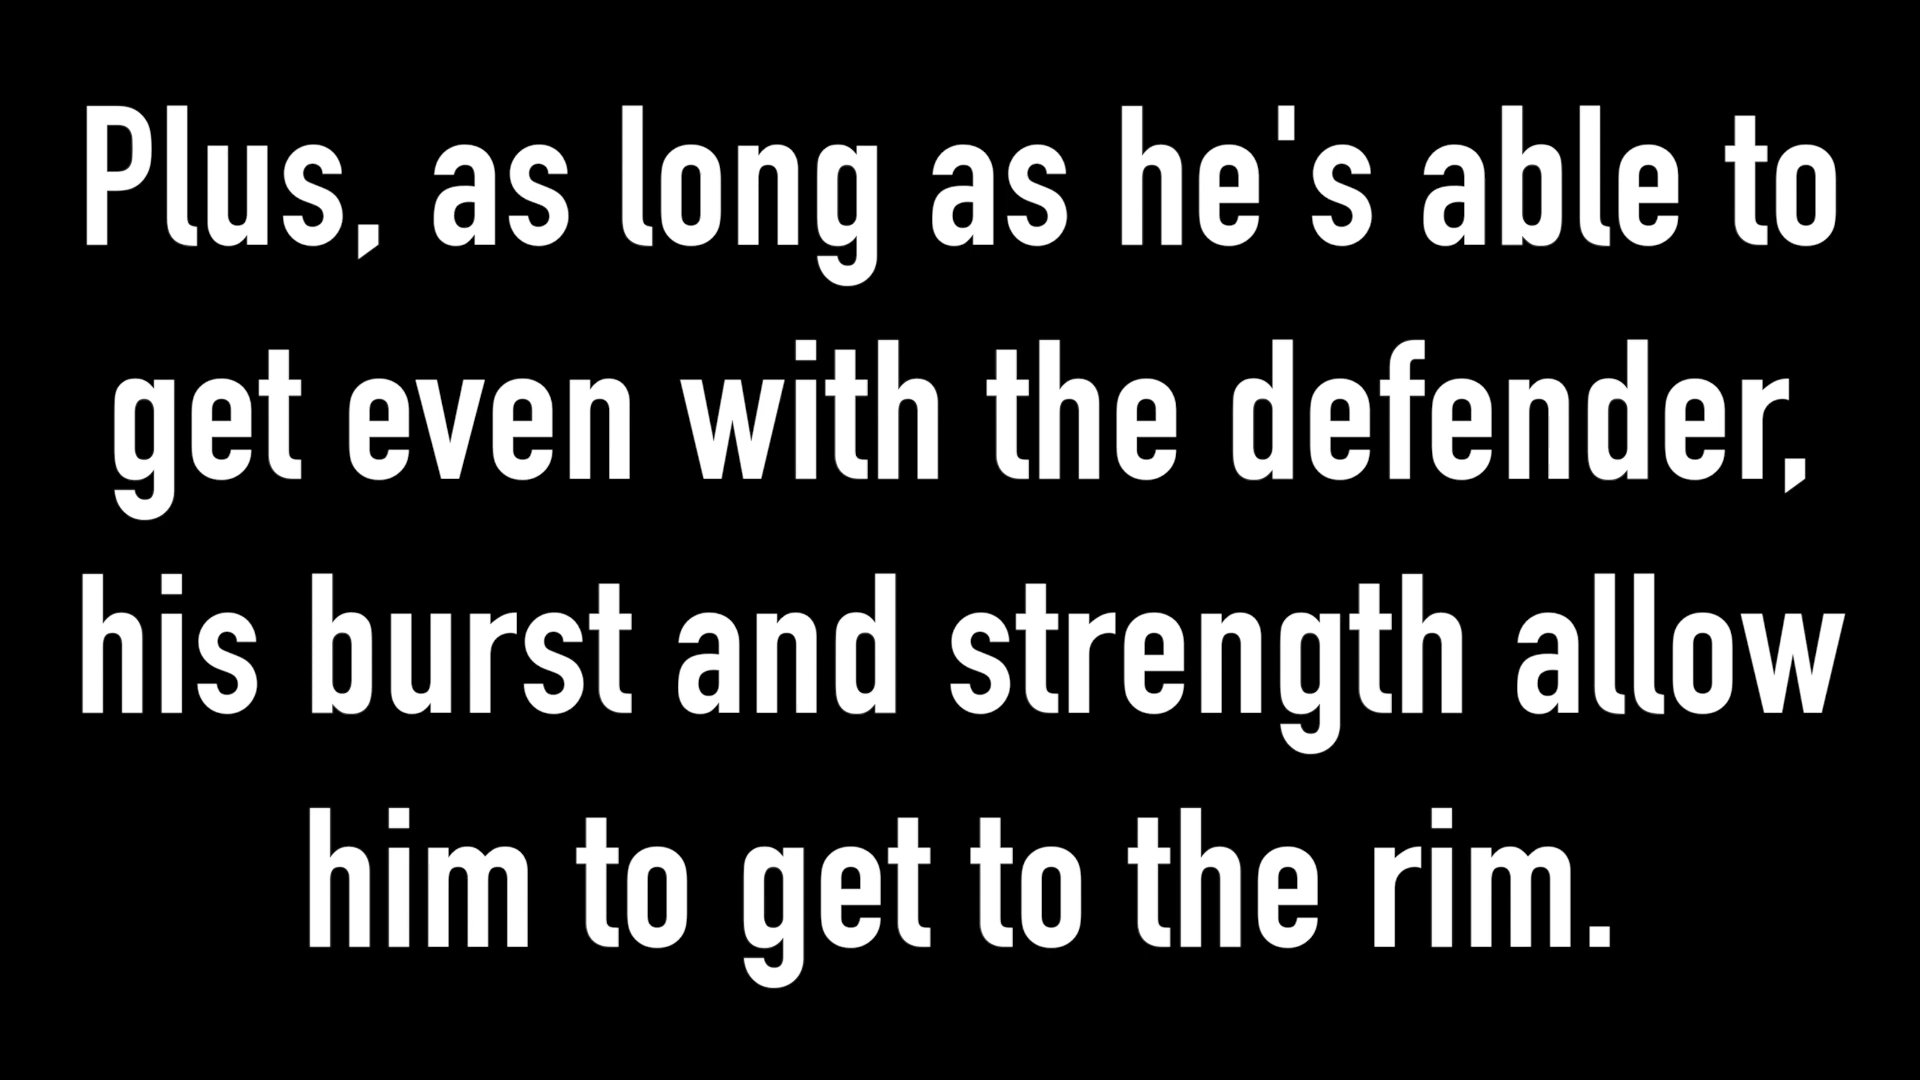 Plus, as long as he's able to
get even with the defender,
his burst and strength allow
him to get to the rim.